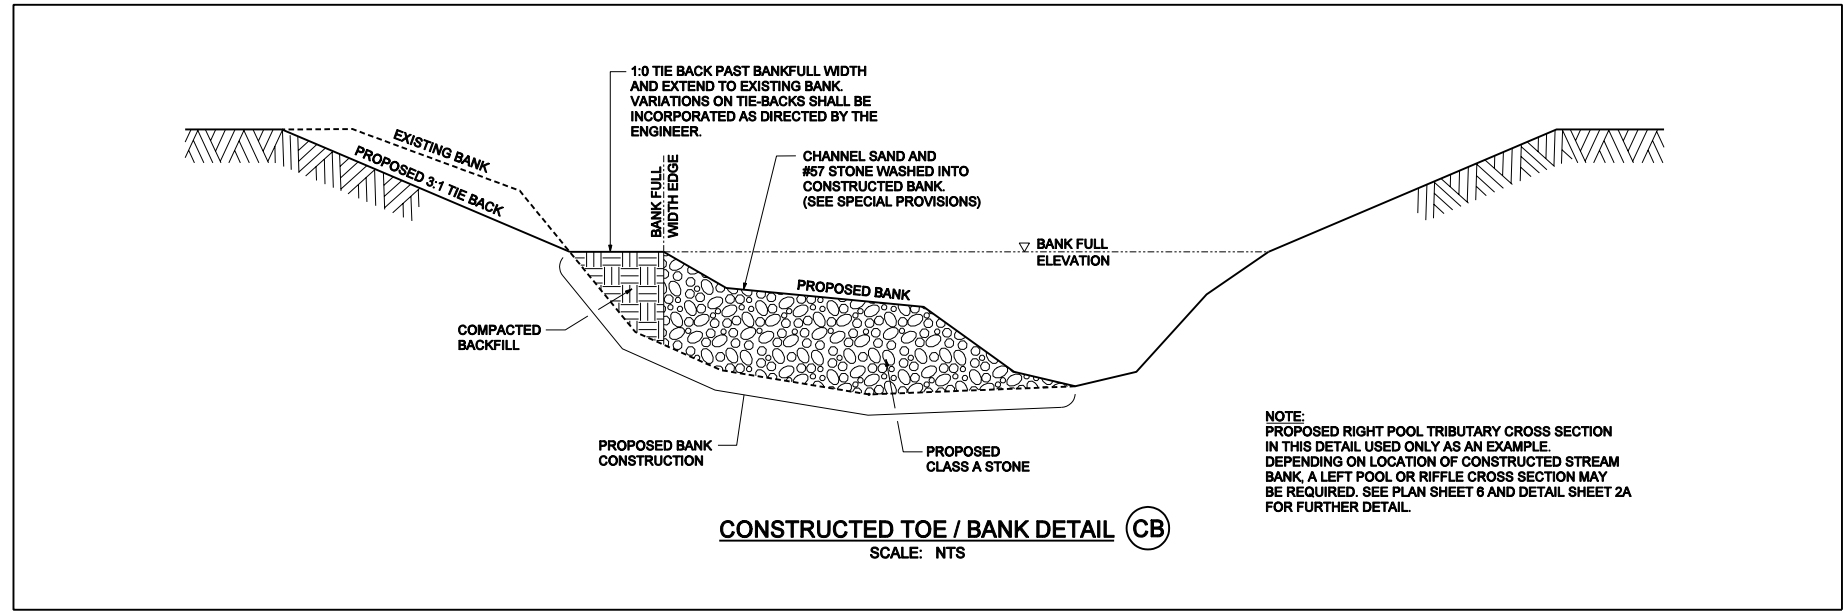 1:0 TIE BACK PAST BANKFULL WIDTH
AND EXTEND TO EXISTING BANK.
VARIATIONS ON TIE-BACKS SHALL BE
INCORPORATED AS DIRECTED BY THE
ENGINEER.
EXISTING BANK
PROPOSED 3:1 TIE BACK
BANK FULL
WIDTH EDGE
CHANNEL SAND AND
#57 STONE WASHED INTO
CONSTRUCTED BANK.
(SEE SPECIAL PROVISIONS)
BANK FULL
ELEVATION
PROPOSED BANK
COMPACTED
BACKFILL
PROPOSED BANK
CONSTRUCTION
PROPOSED
CLASS A STONE
NOTE:
PROPOSED RIGHT POOL TRIBUTARY CROSS SECTION
IN THIS DETAIL USED ONLY AS AN EXAMPLE.
DEPENDING ON LOCATION OF CONSTRUCTED STREAM
BANK, A LEFT POOL OR RIFFLE CROSS SECTION MAY
BE REQUIRED. SEE PLAN SHEET 6 AND DETAIL SHEET 2A
FOR FURTHER DETAIL.
CONSTRUCTED TOE / BANK DETAIL CB
SCALE: NTS